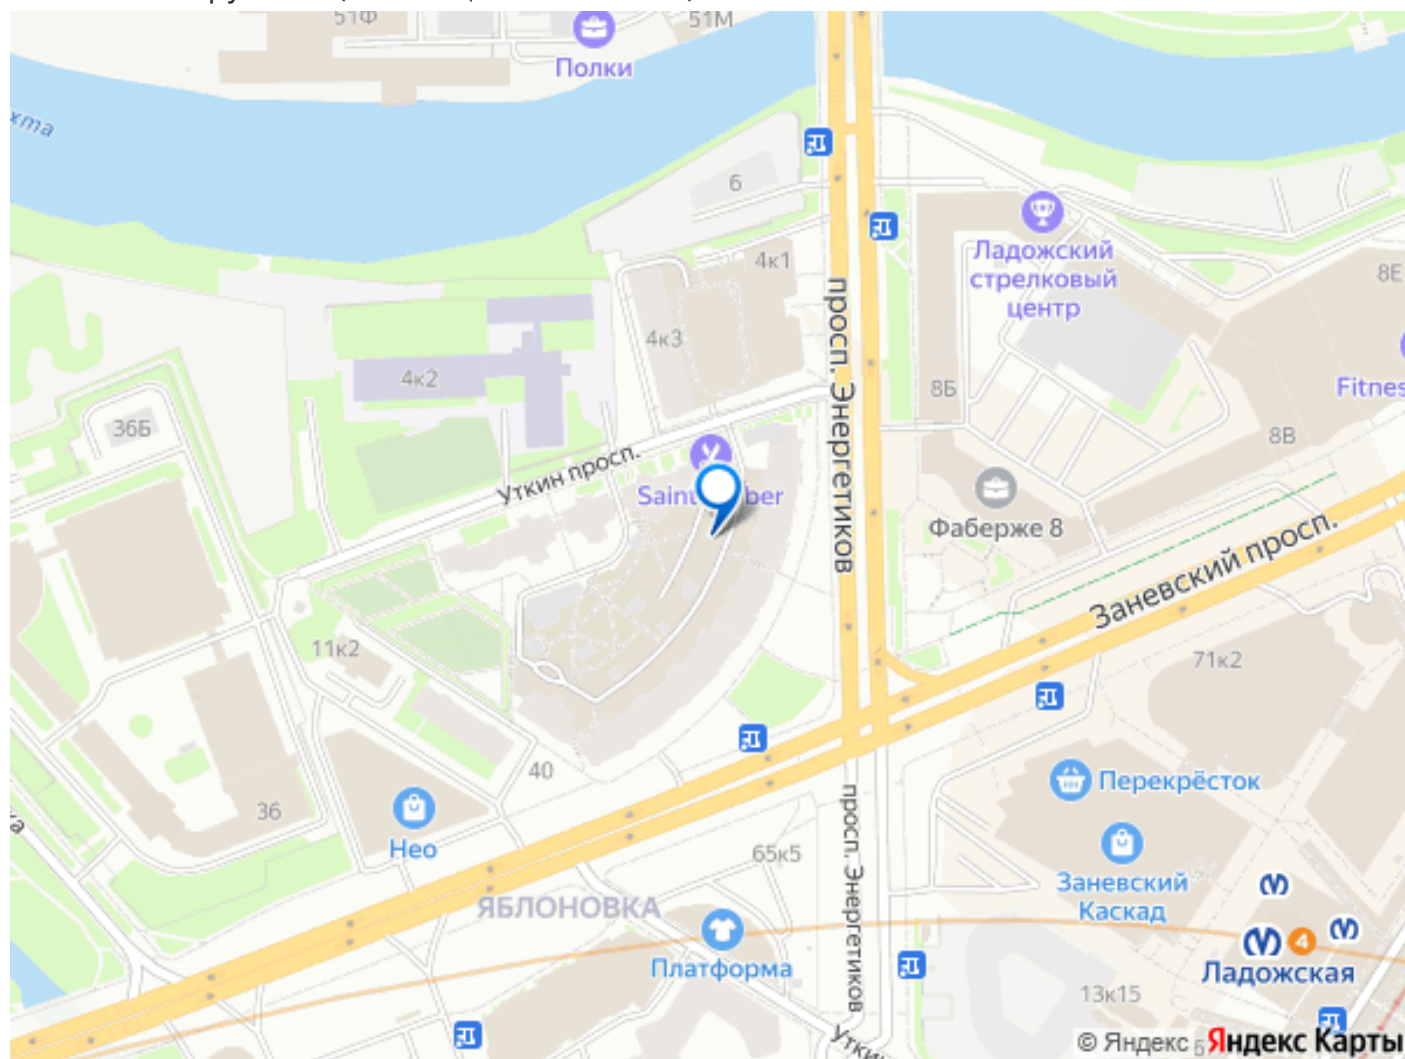 51Ф
51М
Полки
хта
6
4к1
Ладожский
стрелковый
центр
8Е
4к3
4к2
просп. Энергетиков
8Б
Fitnes
36Б
8В
Уткин просп.
Фаберже 8
Заневский просп.
11к2
71к2
40
Перекрёсток
36
Нео
65к5
просп. Энергетиков
Заневский
Каскад
ЯБЛОНОВКА
Платформа
4
Ладожская
13к15
Уткин
© Яндекс
Яндекс Карты